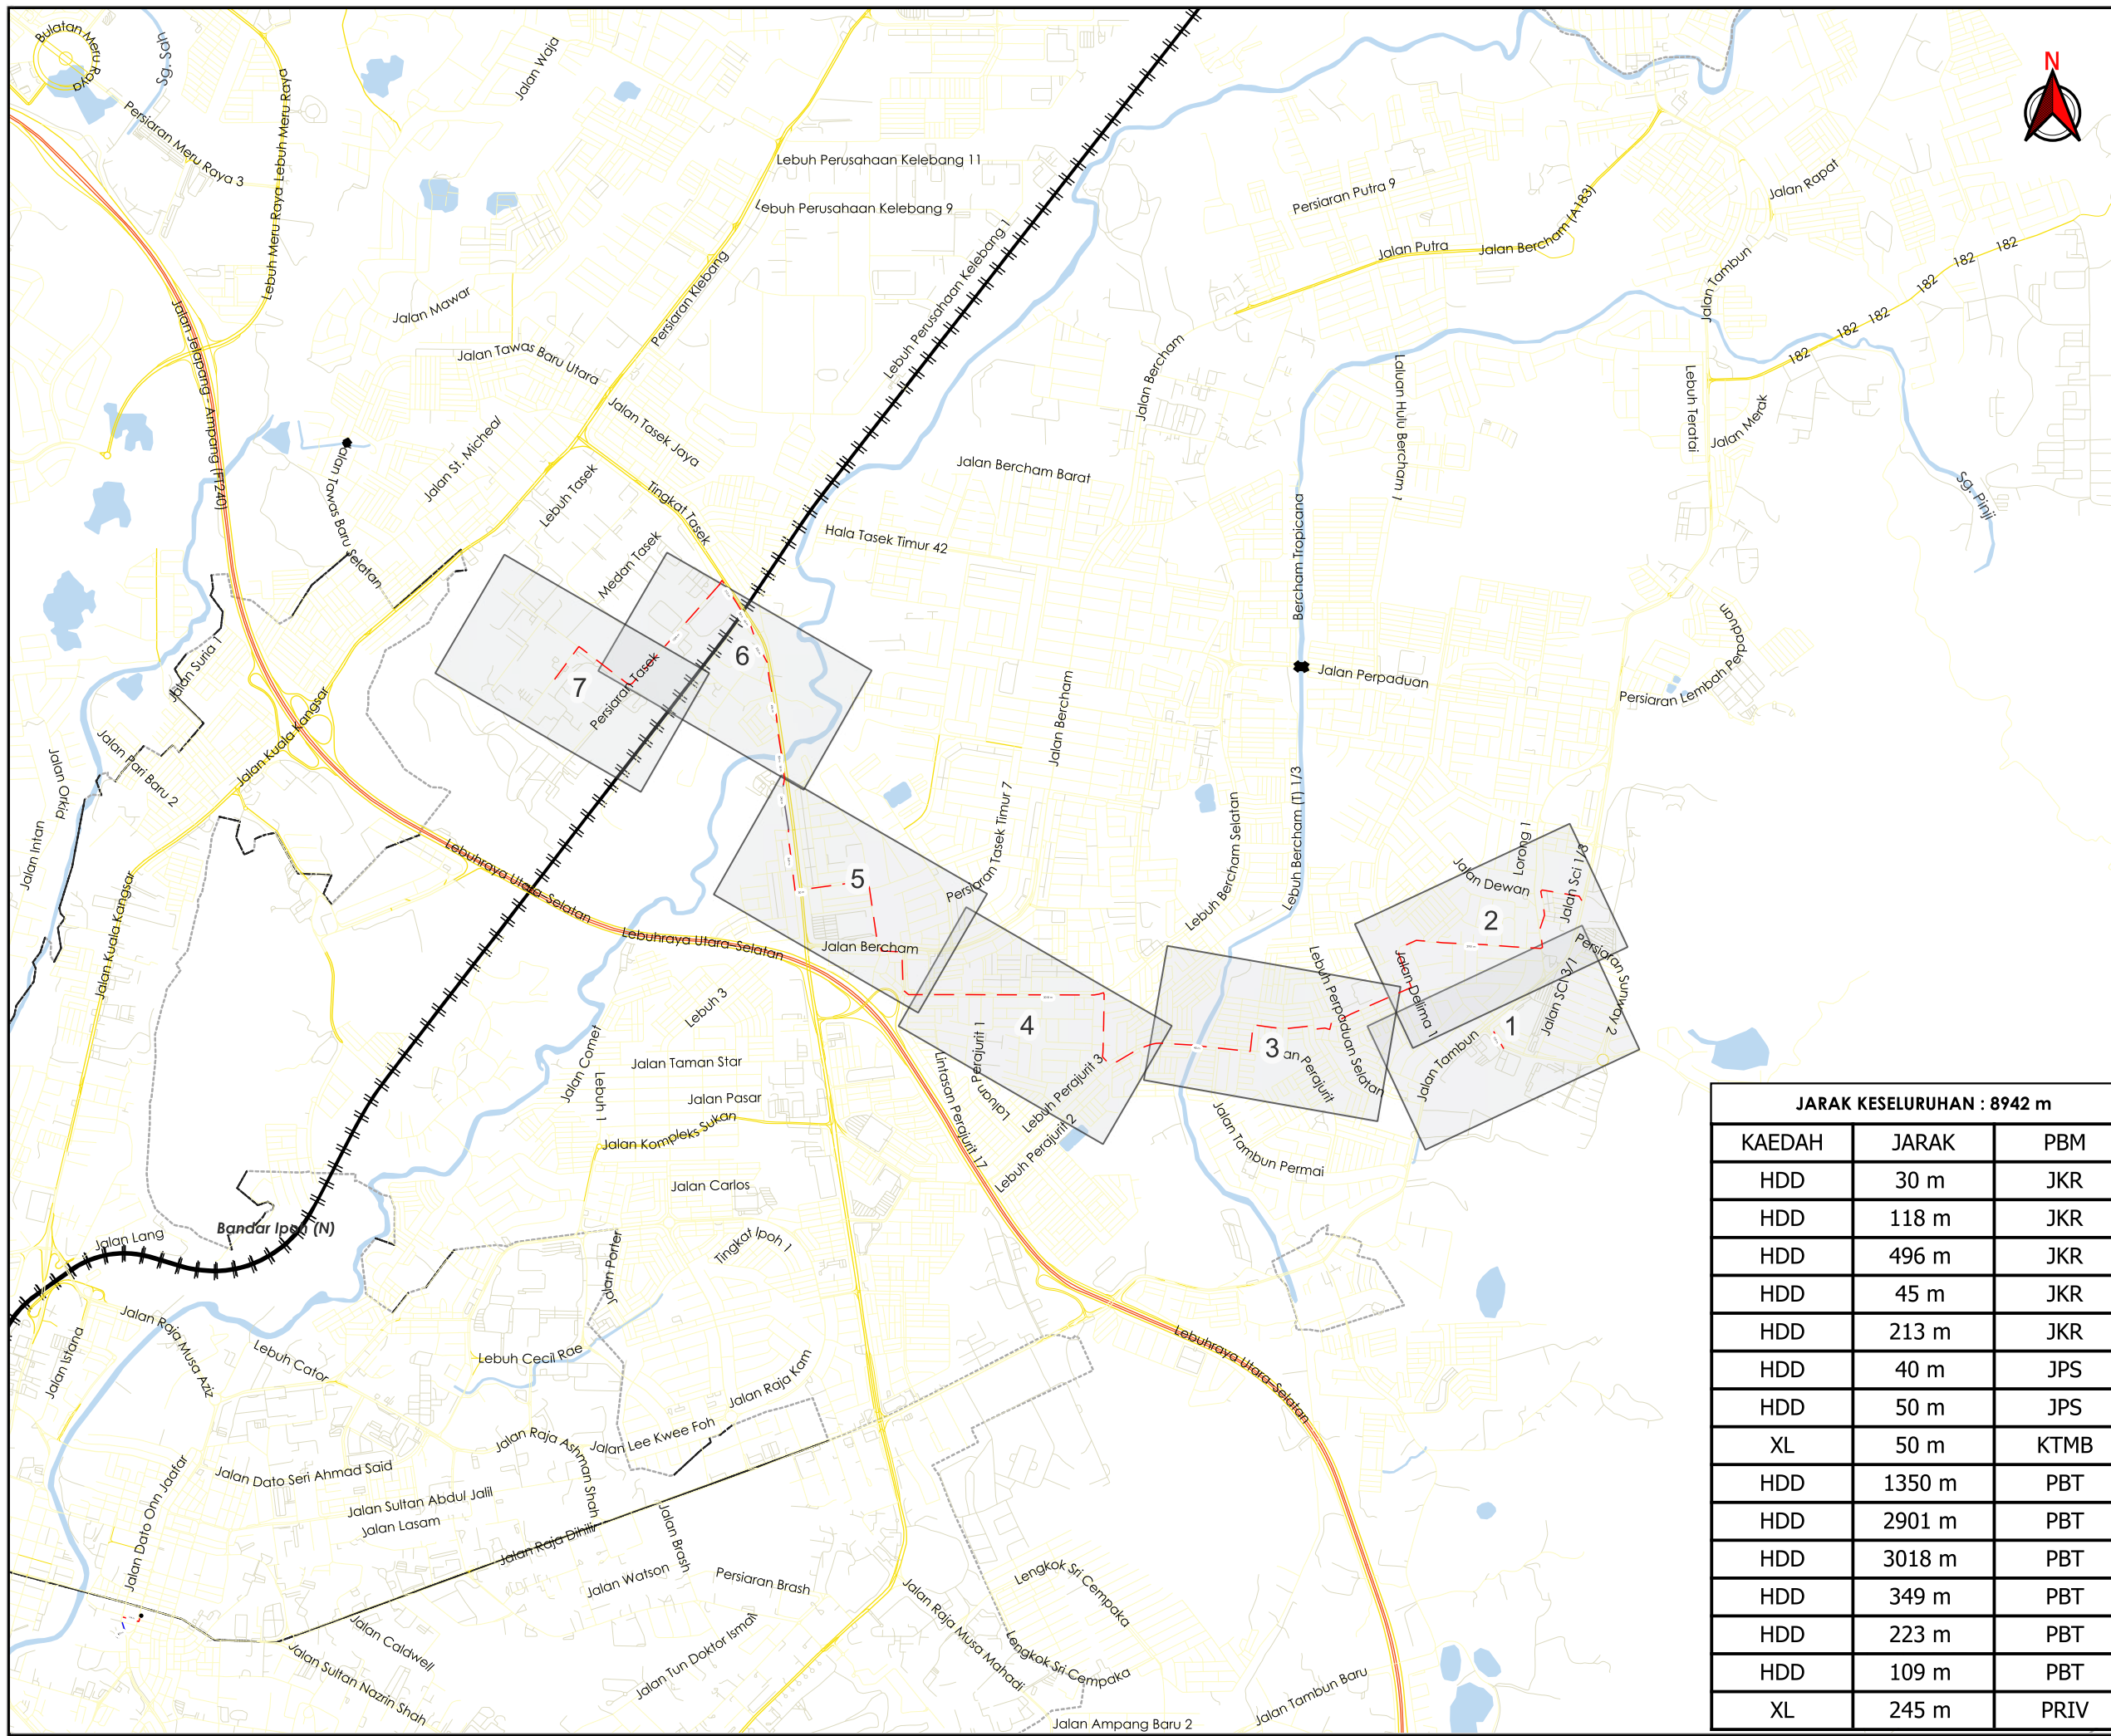 Bulatan Meru Raya
Sg. Soh
Jalan Waja
N
Persiaran Meru Raya 3
Lebuh Meru Raya Lebuh Meru Raya
Lebuh Perusahaan Kelebang 11
Lebuh Perusahaan Kelebang 9
Lebuh Perusahaan Kelebang 1
Persiaran Putra 9
Jalan Rapat
Jalan Putra
Jalan Bercham (A183)
Jalan Tambun
182
182
182
182
182
182
Jalan Mawar
Persiaran Klebang
Jalan Jelapang - Ampang (FT240)
Jalan Tawas Baru Utara
Jalan Tasek Jaya
Jalan Bercham
Laluan Hulu Bercham 1
Lebuh Teratai
Jalan Merak
Jalan St. Micheal
Jalan Tawas Baru Selatan
Lebuh Tasek
Tingkat Tasek
Jalan Bercham Barat
Sg. Pinji
Medan Tasek
Hala Tasek Timur 42
Bercham Tropicana
Jalan Suria 1
6
7
Persiaran Tasek
Jalan Perpaduan
Persiaran Lembah Perpaduan
Jalan Kuala Kangsar
Jalan Pari Baru 2
Jalan Orkid
Jalan Intan
Jalan Bercham
Persiaran Tasek Timur 7
Lebuh Bercham Selatan
Lebuh Bercham (T) 1/3
Lorong 1
Jalan Dewan
Jalan Sci 1/3
Lebuhraya Utara-Selatan
Lebuhraya Utara-Selatan
Jalan Kuala Kangsar
5
Jalan Bercham
2
Persiaran Sunway 2
Jalan SCI 3/1
Jalan Delima 1
Lebuh Perpaduan Selatan
Lebuh 3
4
3
1
an Perajurit
Jalan Tambun
Jalan Comet
Lebuh 1
Jalan Taman Star
Jalan Pasar
Jalan Kompleks Sukan
Laluan Perajurit 1
Lintasan Perajurit 17
Lebuh Perajurit 3
Lebuh Perajurit 2
Jalan Tambun Permai
Jalan Carlos
Tingkat Ipoh 1
Jalan Porter
Bandar Ipoh (N)
Jalan Lang
Jalan Istana
Jalan Raja Musa Aziz
Lebuh Cator
Lebuh Cecil Rae
Jalan Raja Kam
Jalan Lee Kwee Foh
Jalan Raja Ashman Shah
Lebuhraya Utara-Selatan
Jalan Dato Onn Jaafar
Jalan Dato Seri Ahmad Said
Jalan Sultan Abdul Jalil
Jalan Lasam
Jalan Raja Dihilir
Jalan Brash
Jalan Watson
Persiaran Brash
Jalan Tun Doktor Ismail
Jalan Caldwell
Jalan Sultan Nazrin Shah
Jalan Raja Musa Mahadi
Lengkok Sri Cempaka
Lengkok Sri Cempaka
Jalan Tambun Baru
Jalan Ampang Baru 2
JARAK KESELURUHAN : 8942 m
KAEDAH JARAK PBM
HDD 30 m JKR
HDD 118 m JKR
HDD 496 m JKR
HDD 45 m JKR
HDD 213 m JKR
HDD 40 m JPS
HDD 50 m JPS
XL 50 m KTMB
HDD 1350 m PBT
HDD 2901 m PBT
HDD 3018 m PBT
HDD 349 m PBT
HDD 223 m PBT
HDD 109 m PBT
XL 245 m PRIV